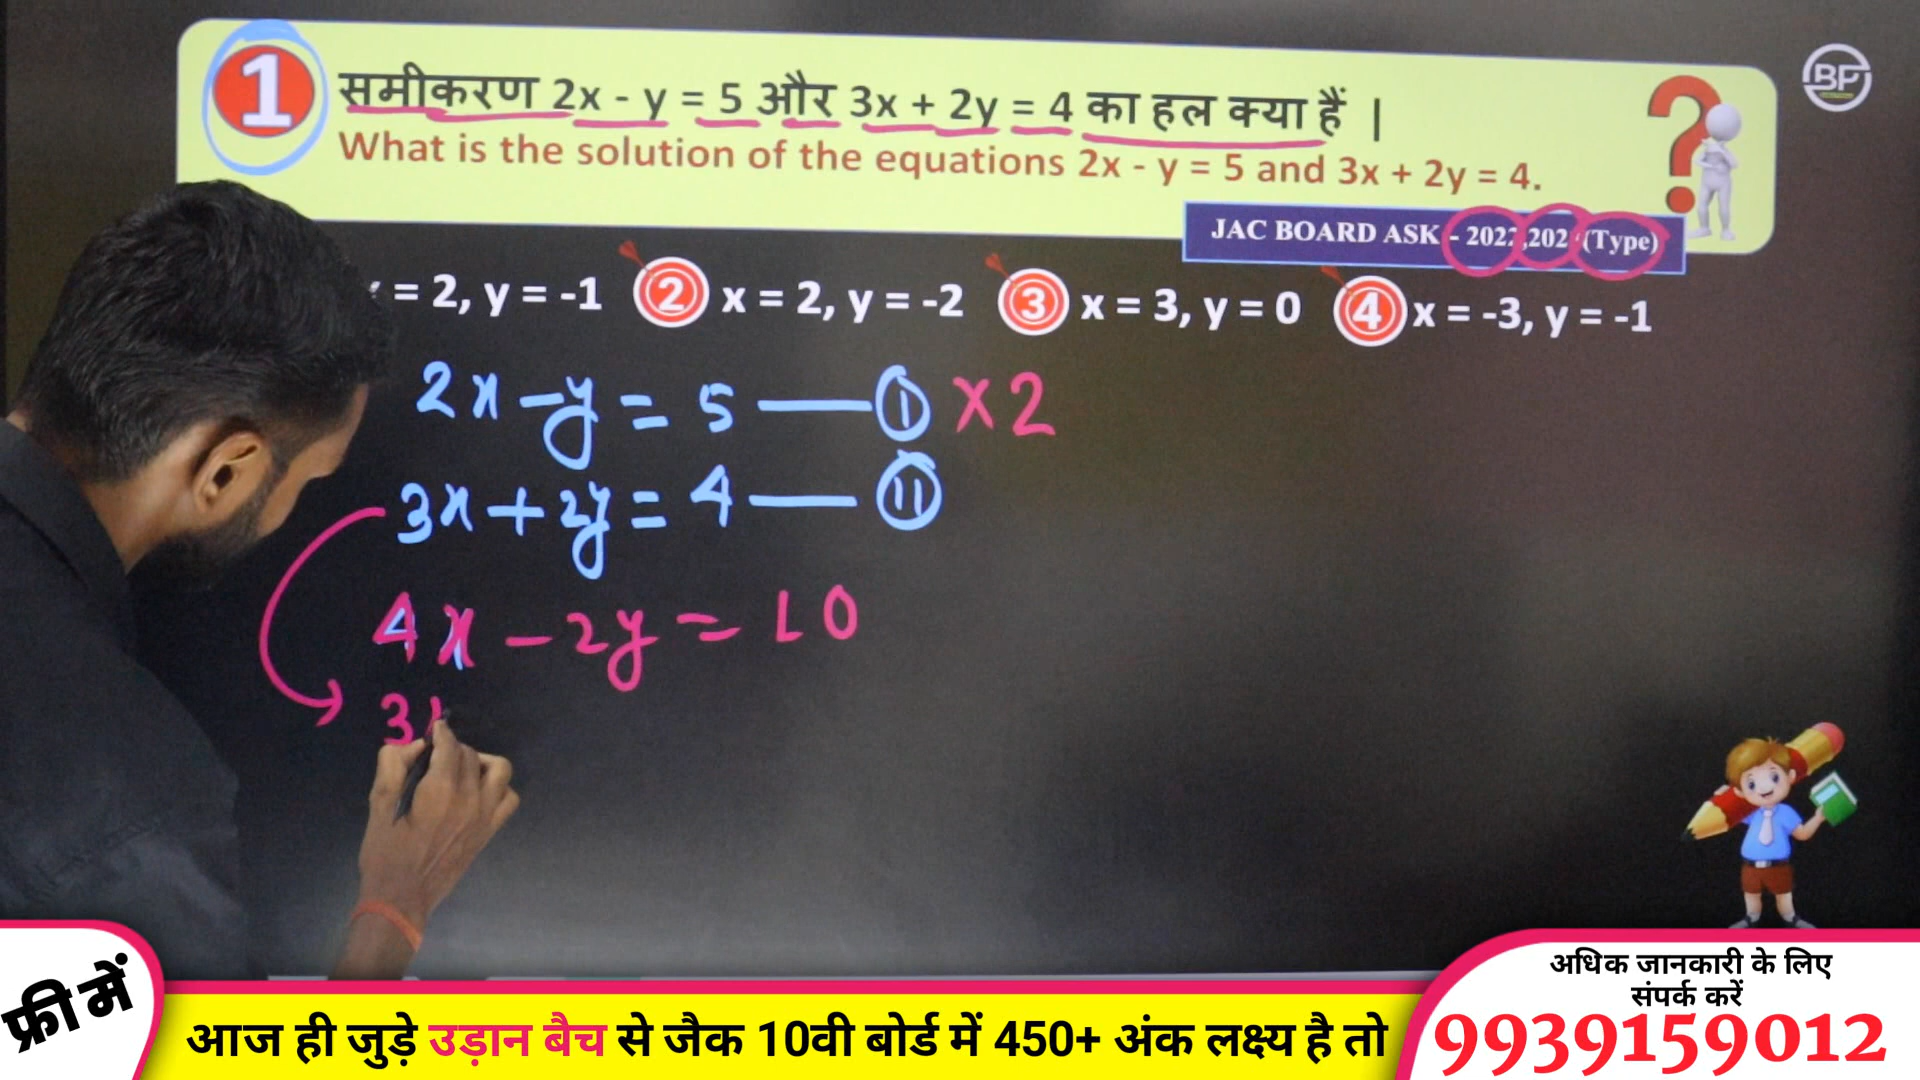 1
समीकरण 2x - y = 5 और 3x + 2y = 4 का हल क्या हैं |
What is the solution of the equations 2x - y = 5 and 3x + 2y = 4.
BP
JAC BOARD ASK - 2022,202 (Type)
= 2, y = -1 2 x = 2, y = -2 3 x = 3, y = 0 4 x = -3, y = -1
2x - y = 5 — 1 × 2
3x + 2y = 4 — 11
4x - 2y = 10
3
फ्री में
आज ही जुड़े उड़ान बैच से जैक 10वी बोर्ड में 450+ अंक लक्ष्य है तो
अधिक जानकारी के लिए
संपर्क करें
9939159012